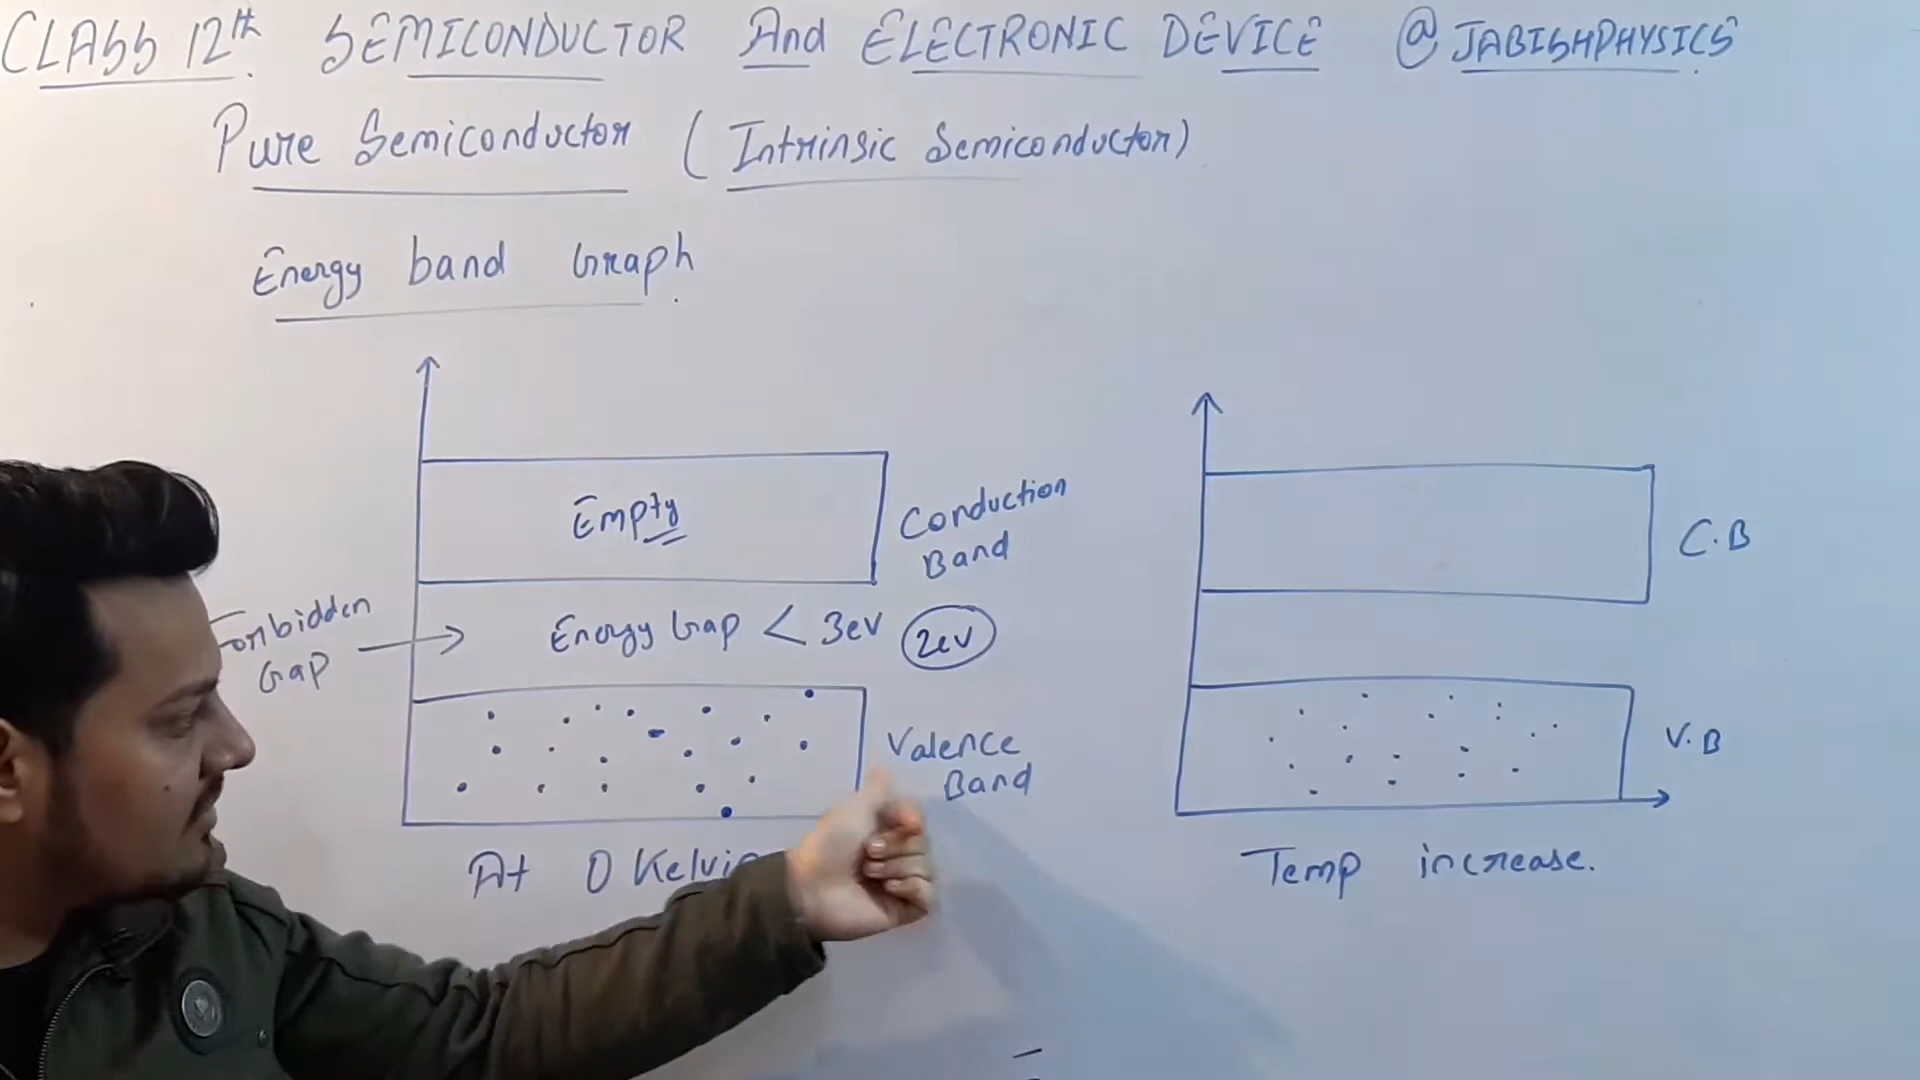 CLASS 12th SEMICONDUCTOR And ELECTRONIC DEVICE @JABISHPHYSICS
Pure Semiconductor (Intrinsic Semiconductor)
Energy band Graph
Empty
Conduction
Band
C.B
Forbidden
Gap
Energy Gap < 3ev 2ev
Valence
Band
V.B
At 0 Kelvin
Temp increase.